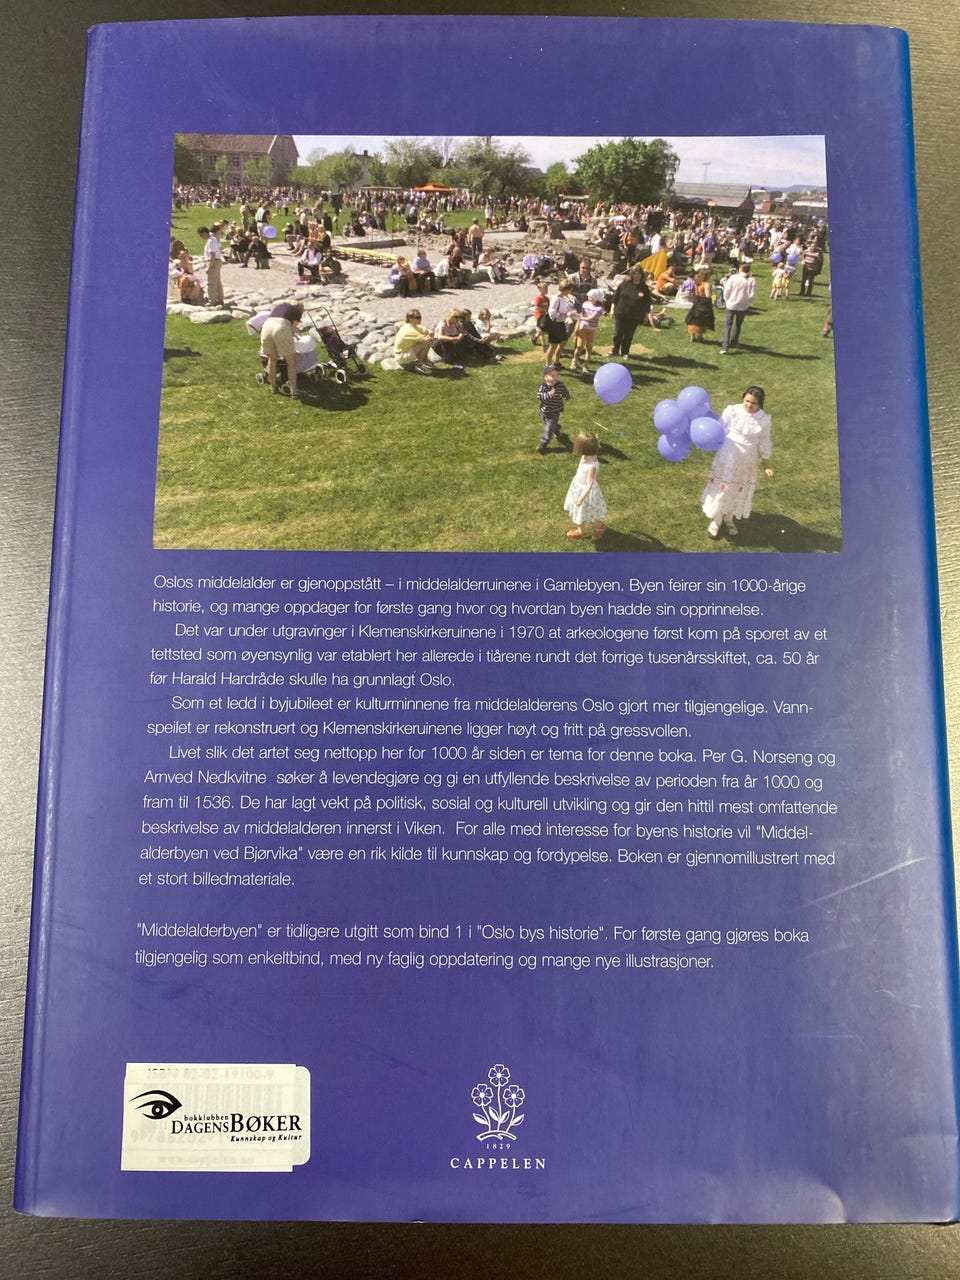 Oslos middelalder er gjenoppstått – i middelalderruinene i Gamlebyen. Byen feirer sin 1000-årige
historie, og mange oppdager for første gang hvor og hvordan byen hadde sin opprinnelse.
Det var under utgravinger i Klemenskirkeruinene i 1970 at arkeologene først kom på sporet av et
tettsted som øyensynlig var etablert her allerede i tiårene rundt det forrige tusenårsskiftet, ca. 50 år
før Harald Hardråde skulle ha grunnlagt Oslo.
Som et ledd i byjubileet er kulturminnene fra middelalderens Oslo gjort mer tilgjengelige. Vann-
speilet er rekonstruert og Klemenskirkeruinene ligger høyt og fritt på gressvollen.
Livet slik det artet seg nettopp her for 1000 år siden er tema for denne boka. Per G. Norseng og
Arnved Nedkvitne søker å levendegjøre og gi en utfyllende beskrivelse av perioden fra år 1000 og
fram til 1536. De har lagt vekt på politisk, sosial og kulturell utvikling og gir den hittil mest omfattende
beskrivelse av middelalderen innerst i Viken. For alle med interesse for byens historie vil "Middel-
alderbyen ved Bjørvika" være en rik kilde til kunnskap og fordypelse. Boken er gjennomillustrert med
et stort billedmateriale.
"Middelalderbyen" er tidligere utgitt som bind 1 i "Oslo bys historie". For første gang gjøres boka
tilgjengelig som enkeltbind, med ny faglig oppdatering og mange nye illustrasjoner.
ISBN 82-02-19100-9
bokklubben
DAGENS BØKER
Kunnskap og Kultur
www.cappelen.no
1829
CAPPELEN